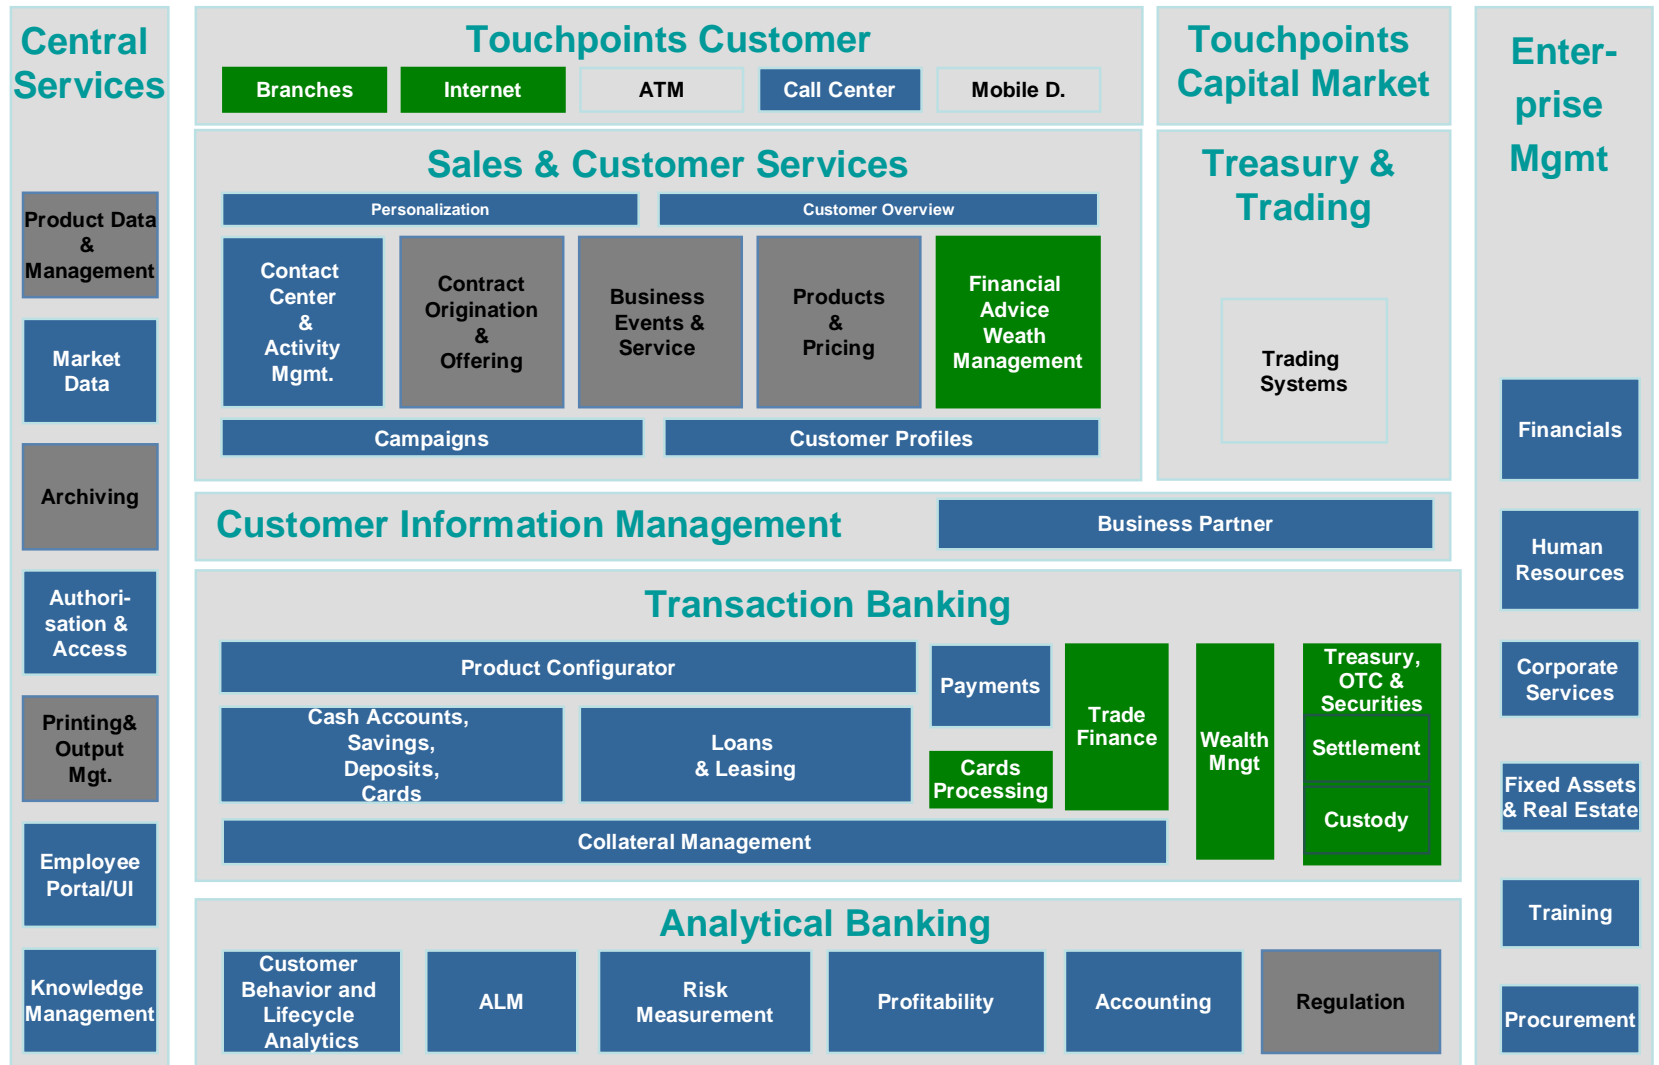 Central
Services
Product Data
&
Management
Market
Data
Archiving
Authori-
sation &
Access
Printing&
Output
Mgt.
Employee
Portal/UI
Knowledge
Management
Touchpoints Customer
Branches
Internet
ATM
Call Center
Mobile D.
Touchpoints
Capital Market
Sales & Customer Services
Personalization
Customer Overview
Contact
Center
&
Activity
Mgmt.
Contract
Origination
&
Offering
Business
Events &
Service
Products
&
Pricing
Financial
Advice
Weath
Management
Campaigns
Customer Profiles
Treasury &
Trading
Trading
Systems
Customer Information Management
Business Partner
Transaction Banking
Product Configurator
Cash Accounts,
Savings,
Deposits,
Cards
Loans
& Leasing
Payments
Cards
Processing
Trade
Finance
Wealth
Mngt
Treasury,
OTC &
Securities
Settlement
Custody
Collateral Management
Analytical Banking
Customer
Behavior and
Lifecycle
Analytics
ALM
Risk
Measurement
Profitability
Accounting
Regulation
Enter-
prise
Mgmt
Financials
Human
Resources
Corporate
Services
Fixed Assets
& Real Estate
Training
Procurement